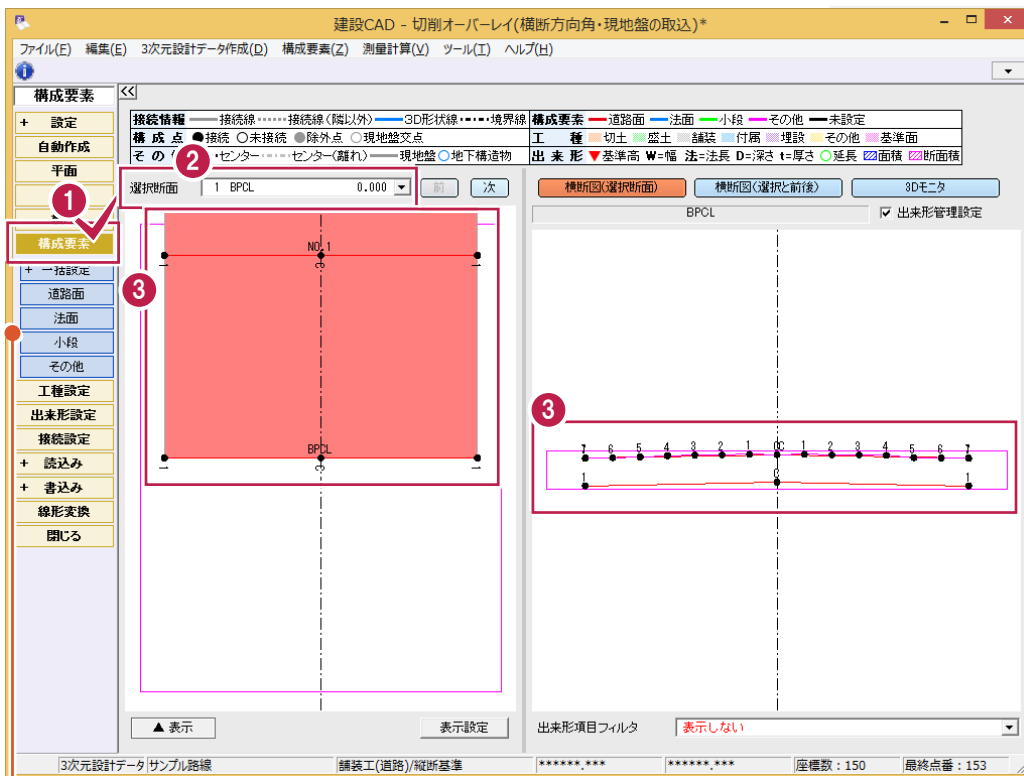 建設CAD - 切削オーバーレイ(横断方向角・現地盤の取込)*
ファイル(F) 編集(E) 3次元設計データ作成(D) 構成要素(Z) 測量計算(V) ツール(T) ヘルプ(H)
構成要素
<<
+ 設定
自動作成
平面
1
構成要素
+ 一括設定
道路面
法面
小段
その他
工種設定
出来形設定
接続設定
+ 読込み
+ 書込み
線形変換
閉じる
接続情報 接続線 接続線(隣以外) 3D形状線 境界線
構成点 ●接続 ○未接続 ●除外点 ○現地盤交点
その センター センター(離れ) 現地盤 ○地下構造物
構成要素 道路面 法面 小段 その他 未設定
工種 切土 盛土 舗装 付属 埋設 その他 基準面
出来形 ▼基準高 W=幅 法=法長 D=深さ t=厚さ ○延長 面積 断面積
2
選択断面 1 BPCL 0.000 前 次
3
NO.1
1 C 1
BPCL
1 C 1
▲ 表示 表示設定
横断図(選択断面) 横断図(選択と前後) 3Dモニタ
BPCL 出来形管理設定
3
7 6 5 4 3 2 1 CC 1 2 3 4 5 6 7
1 C 1
出来形項目フィルタ 表示しない
3次元設計データ サンプル路線 舗装工(道路)/縦断基準 ******.*** ******.*** 座標数：150 最終点番：153